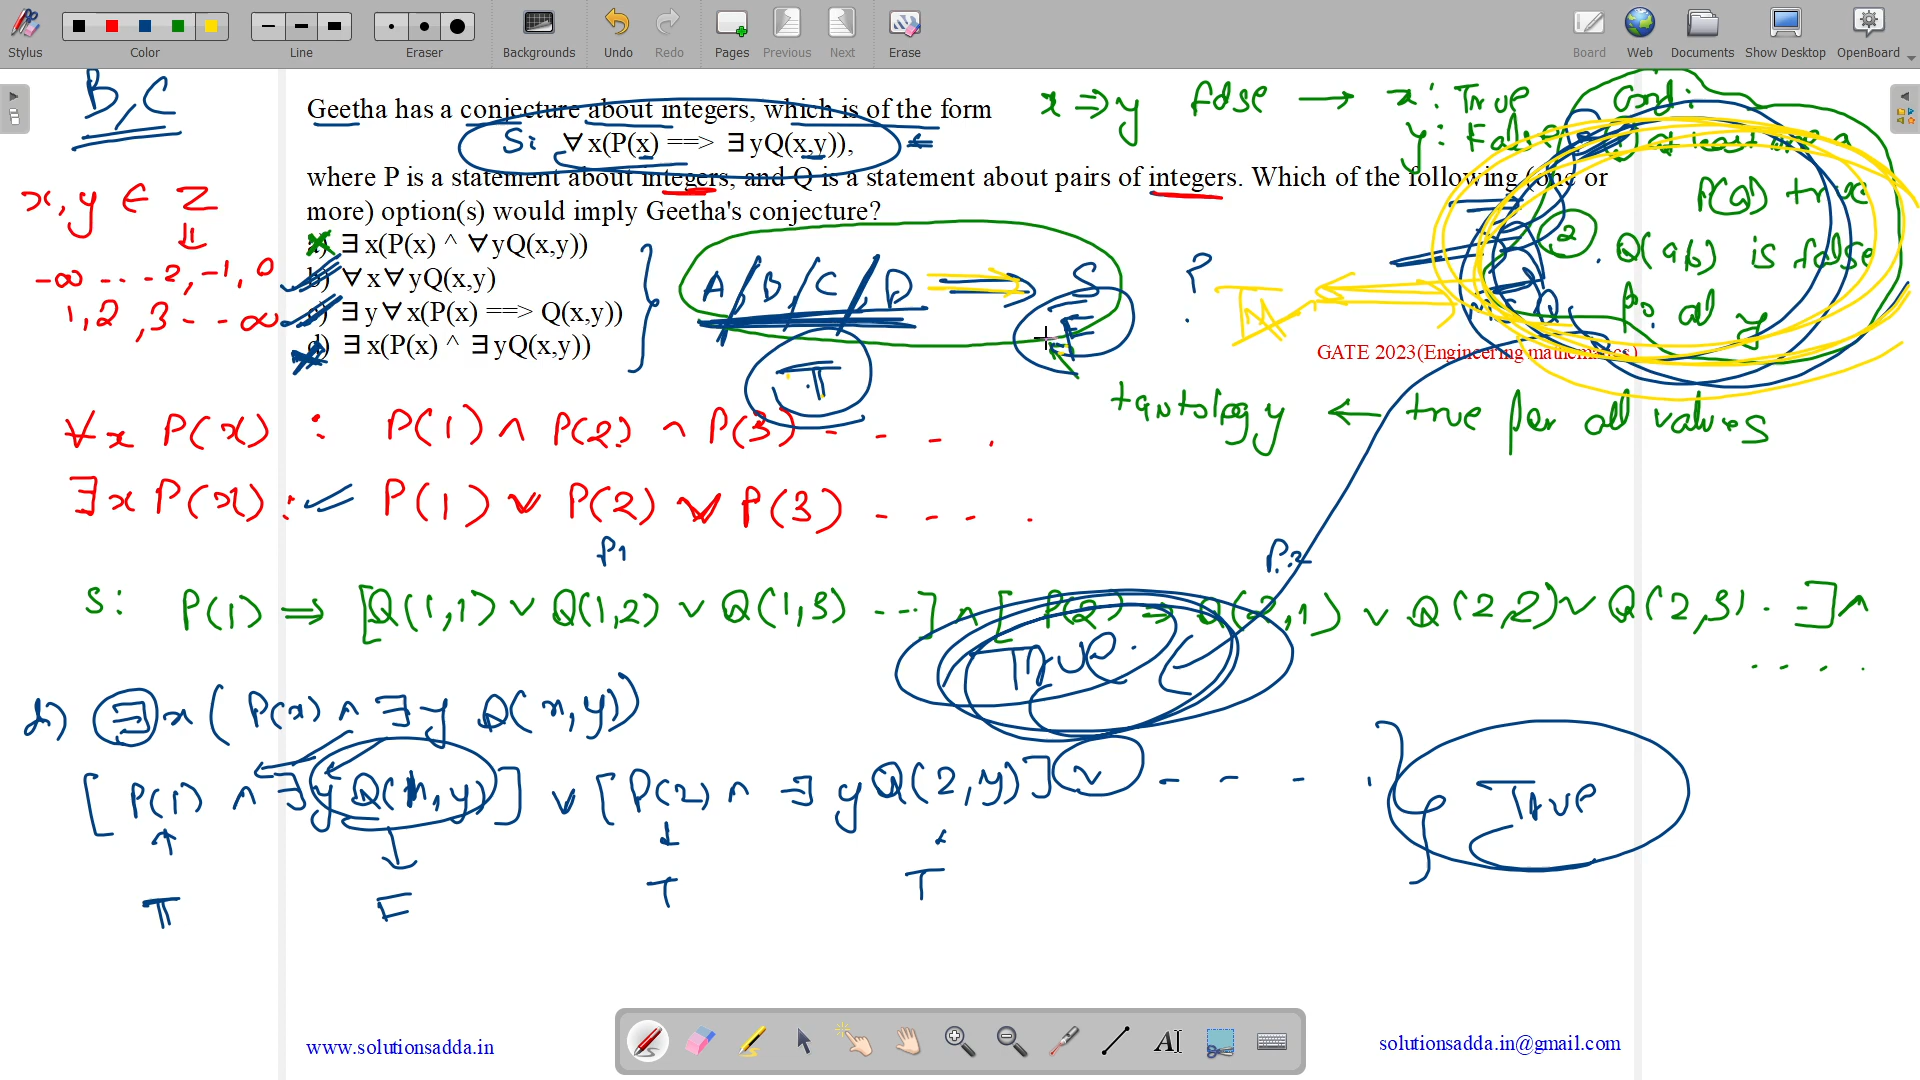 Stylus Color Line Eraser Backgrounds Undo Redo Pages Previous Next Erase Board Web Documents Show Desktop OpenBoard
B,C
Geetha has a conjecture about integers, which is of the form
x ⇒ y false → x: True
y: False
Cond:
S: ∀x(P(x) ==> ∃yQ(x,y)),
where P is a statement about integers, and Q is a statement about pairs of integers. Which of the following (one or
more) option(s) would imply Geetha's conjecture?
x, y ∈ Z
-∞ .. -2, -1, 0
1, 2, 3 - - ∞
a) ∃x(P(x) ^ ∀yQ(x,y))
b) ∀x∀yQ(x,y)
c) ∃y∀x(P(x) ==> Q(x,y))
d) ∃x(P(x) ^ ∃yQ(x,y))
A/B/C/D ⇒ S ?
T F
P(a) true
2 Q(a,b) is false
for all y
GATE 2023(Engineering mathematics)
tautology ← true for all values
∀x P(x) : P(1) ∧ P(2) ∧ P(3) - - - .
∃x P(x) : P(1) ∨ P(2) ∨ P(3) - - - .
P1 P2
S: P(1) ⇒ [Q(1,1) ∨ Q(1,2) ∨ Q(1,3) ---] ∧ [P(2) ⇒ Q(2,1) ∨ Q(2,2) ∨ Q(2,3) . -] ∧
. . . .
True
d) ∃x (P(x) ∧ ∃y Q(x,y))
[P(1) ∧ ∃y Q(1,y)] ∨ [P(2) ∧ ∃y Q(2,y)] ∨ - - - . } True
T F T T
www.solutionsadda.in
solutionsadda.in@gmail.com